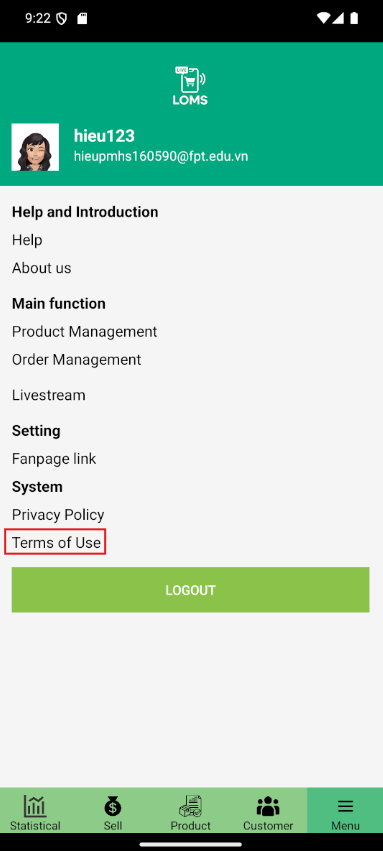 9:22
LIVE
LOMS
hieu123
hieupmhs160590@fpt.edu.vn
Help and Introduction
Help
About us
Main function
Product Management
Order Management
Livestream
Setting
Fanpage link
System
Privacy Policy
Terms of Use
LOGOUT
Statistical Sell Product Customer Menu